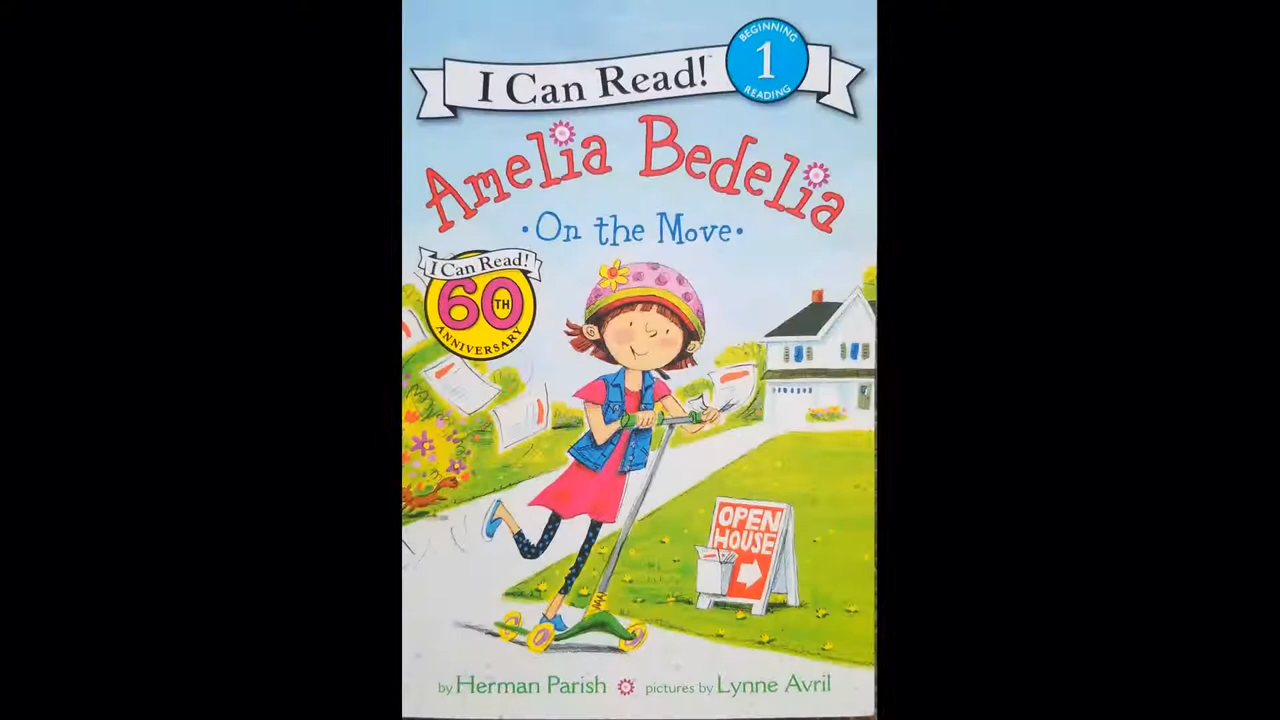 BEGINNING
1
READING
I Can Read!™
Amelia Bedelia
• On the Move •
I Can Read!
60TH
ANNIVERSARY
OPEN
HOUSE
by Herman Parish pictures by Lynne Avril